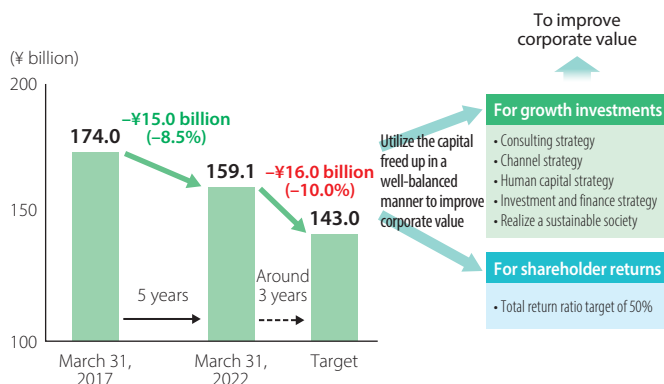 To improve
corporate value
(¥ billion)
200
150
100
174.0
–¥15.0 billion
(–8.5%)
159.1
–¥16.0 billion
(–10.0%)
143.0
5 years
Around
3 years
March 31,
2017
March 31,
2022
Target
Utilize the capital
freed up in a
well-balanced
manner to improve
corporate value
For growth investments
• Consulting strategy
• Channel strategy
• Human capital strategy
• Investment and finance strategy
• Realize a sustainable society
For shareholder returns
• Total return ratio target of 50%